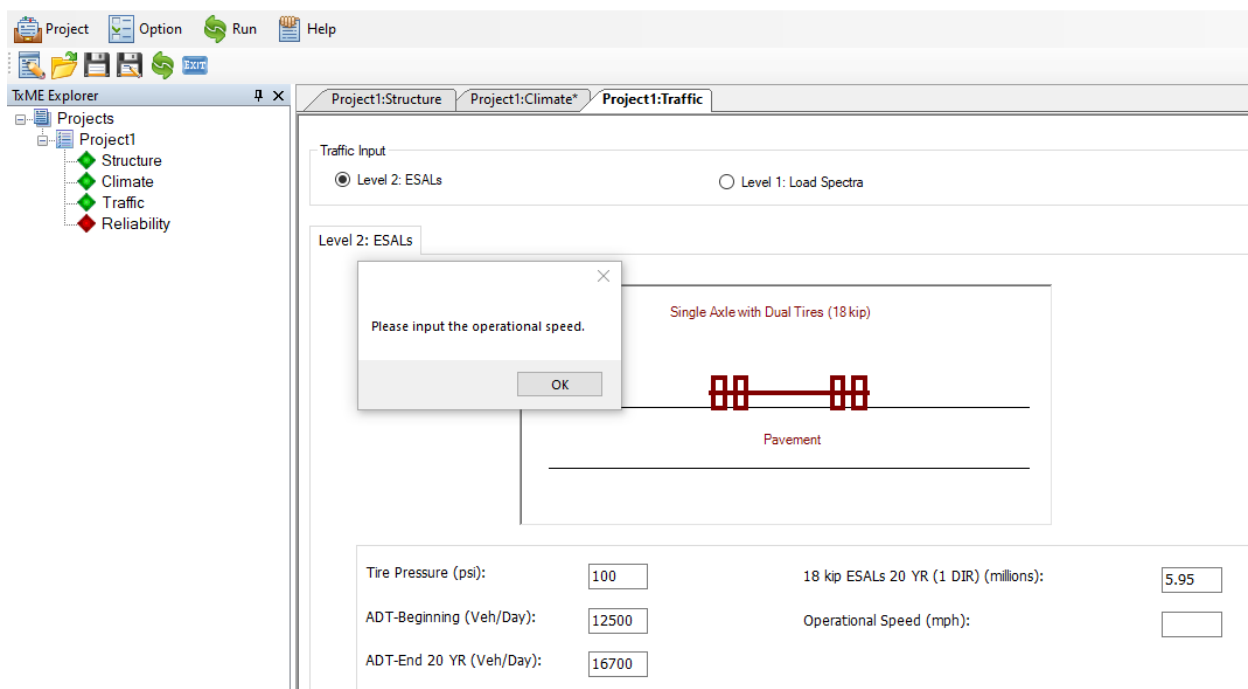 Project Option Run Help
EXIT
TxME Explorer
Projects
Project1
Structure
Climate
Traffic
Reliability
Project1:Structure Project1:Climate* Project1:Traffic
Traffic Input
Level 2: ESALs Level 1: Load Spectra
Level 2: ESALs
Please input the operational speed.
OK
Single Axle with Dual Tires (18 kip)
Pavement
Tire Pressure (psi): 100 18 kip ESALs 20 YR (1 DIR) (millions): 5.95
ADT-Beginning (Veh/Day): 12500 Operational Speed (mph):
ADT-End 20 YR (Veh/Day): 16700